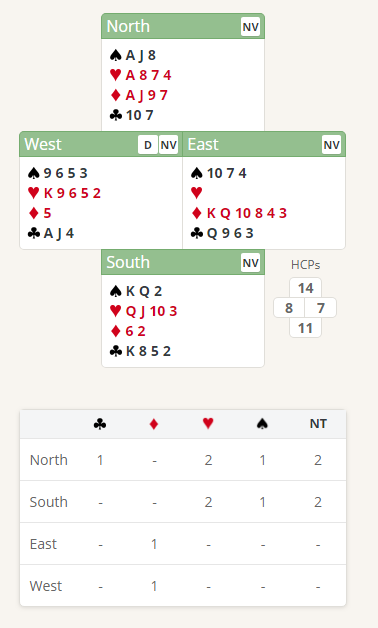 North NV
♠ A J 8
♥ A 8 7 4
♦ A J 9 7
♣ 10 7
West D NV East NV
♠ 9 6 5 3 ♠ 10 7 4
♥ K 9 6 5 2 ♥
♦ 5 ♦ K Q 10 8 4 3
♣ A J 4 ♣ Q 9 6 3
South NV
♠ K Q 2
♥ Q J 10 3
♦ 6 2
♣ K 8 5 2
HCPs
14
8 7
11
♣ ♦ ♥ ♠ NT
North 1 - 2 1 2
South - - 2 1 2
East - 1 - - -
West - 1 - - -